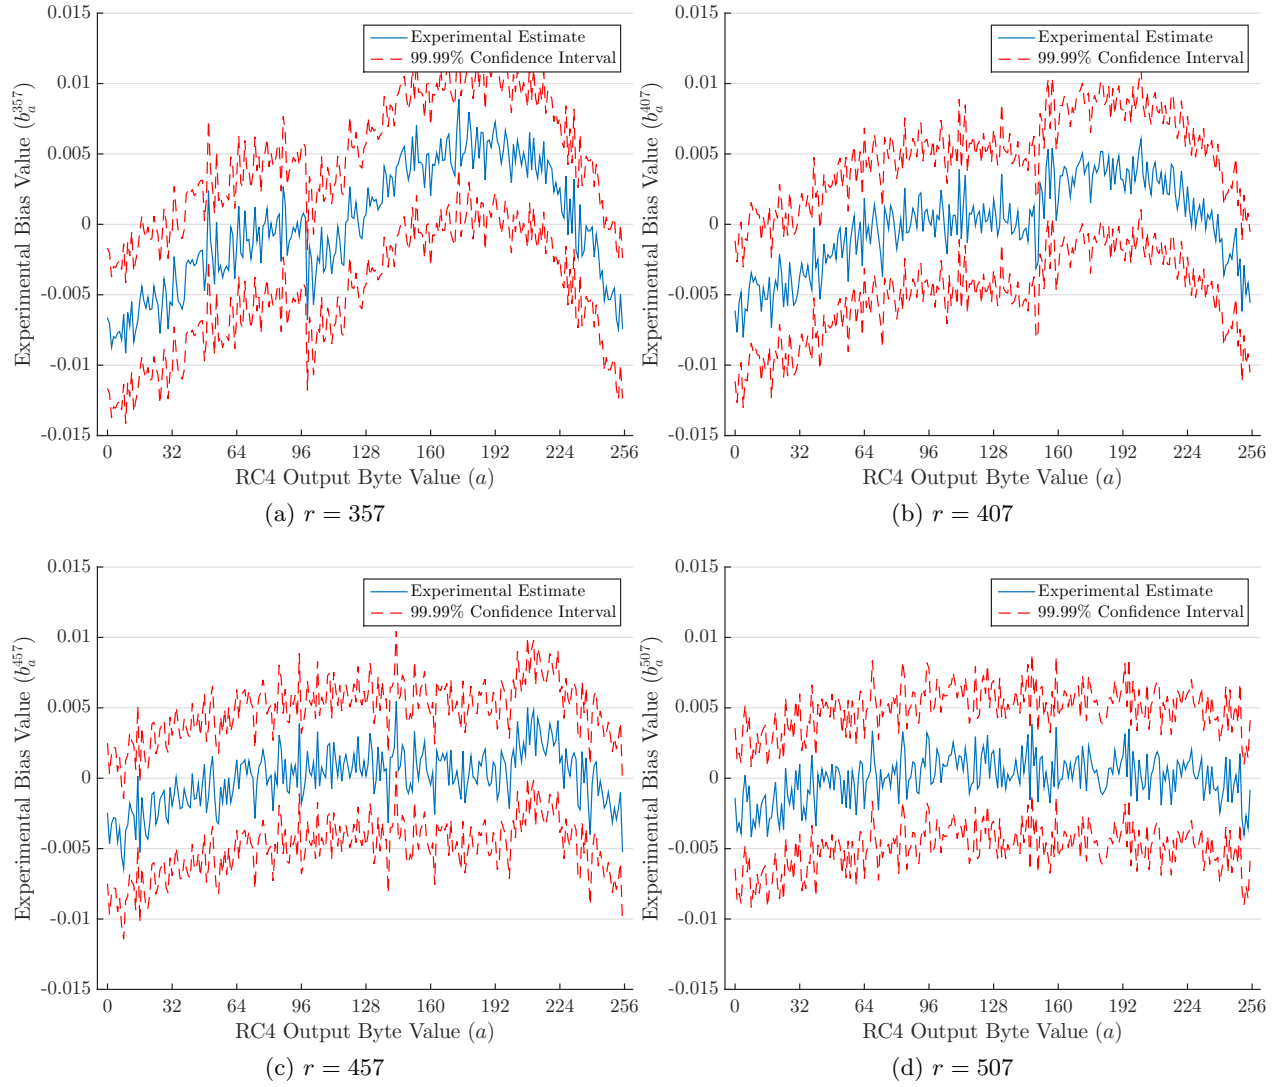 0.015
0.01
0.005
0
-0.005
-0.01
-0.015
Experimental Bias Value (b_a^357)
Experimental Estimate
99.99% Confidence Interval
0 32 64 96 128 160 192 224 256
RC4 Output Byte Value (a)
(a) r = 357
0.015
0.01
0.005
0
-0.005
-0.01
-0.015
Experimental Bias Value (b_a^407)
Experimental Estimate
99.99% Confidence Interval
0 32 64 96 128 160 192 224 256
RC4 Output Byte Value (a)
(b) r = 407
0.015
0.01
0.005
0
-0.005
-0.01
-0.015
Experimental Bias Value (b_a^457)
Experimental Estimate
99.99% Confidence Interval
0 32 64 96 128 160 192 224 256
RC4 Output Byte Value (a)
(c) r = 457
0.015
0.01
0.005
0
-0.005
-0.01
-0.015
Experimental Bias Value (b_a^507)
Experimental Estimate
99.99% Confidence Interval
0 32 64 96 128 160 192 224 256
RC4 Output Byte Value (a)
(d) r = 507